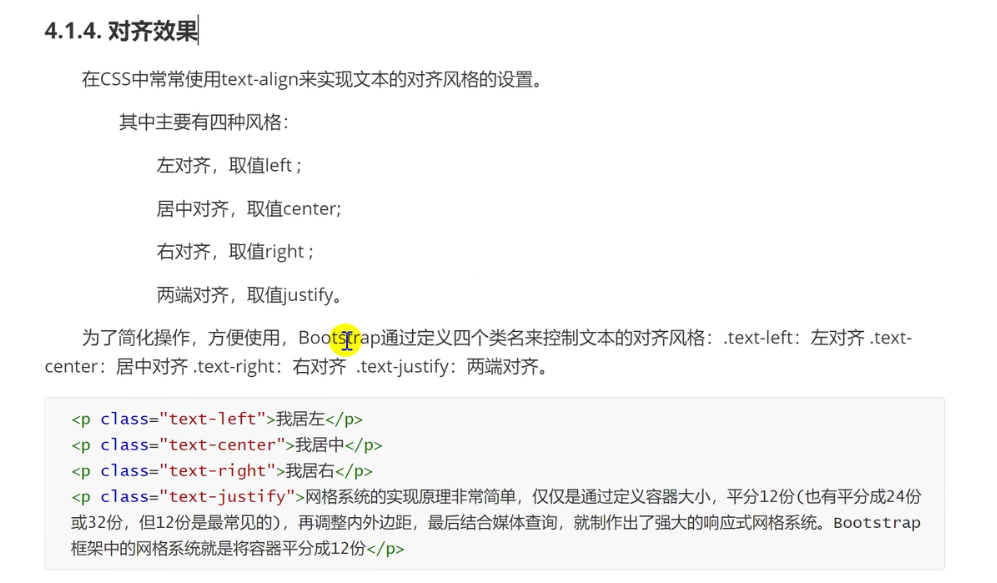 4.1.4. 对齐效果
在CSS中常常使用text-align来实现文本的对齐风格的设置。
其中主要有四种风格：
左对齐，取值left ;
居中对齐，取值center;
右对齐，取值right ;
两端对齐，取值justify。
为了简化操作，方便使用，Bootstrap通过定义四个类名来控制文本的对齐风格：.text-left：左对齐 .text-
center：居中对齐 .text-right：右对齐 .text-justify：两端对齐。
<p class="text-left">我居左</p>
<p class="text-center">我居中</p>
<p class="text-right">我居右</p>
<p class="text-justify">网格系统的实现原理非常简单，仅仅是通过定义容器大小，平分12份(也有平分成24份
或32份，但12份是最常见的)，再调整内外边距，最后结合媒体查询，就制作出了强大的响应式网格系统。Bootstrap
框架中的网格系统就是将容器平分成12份</p>